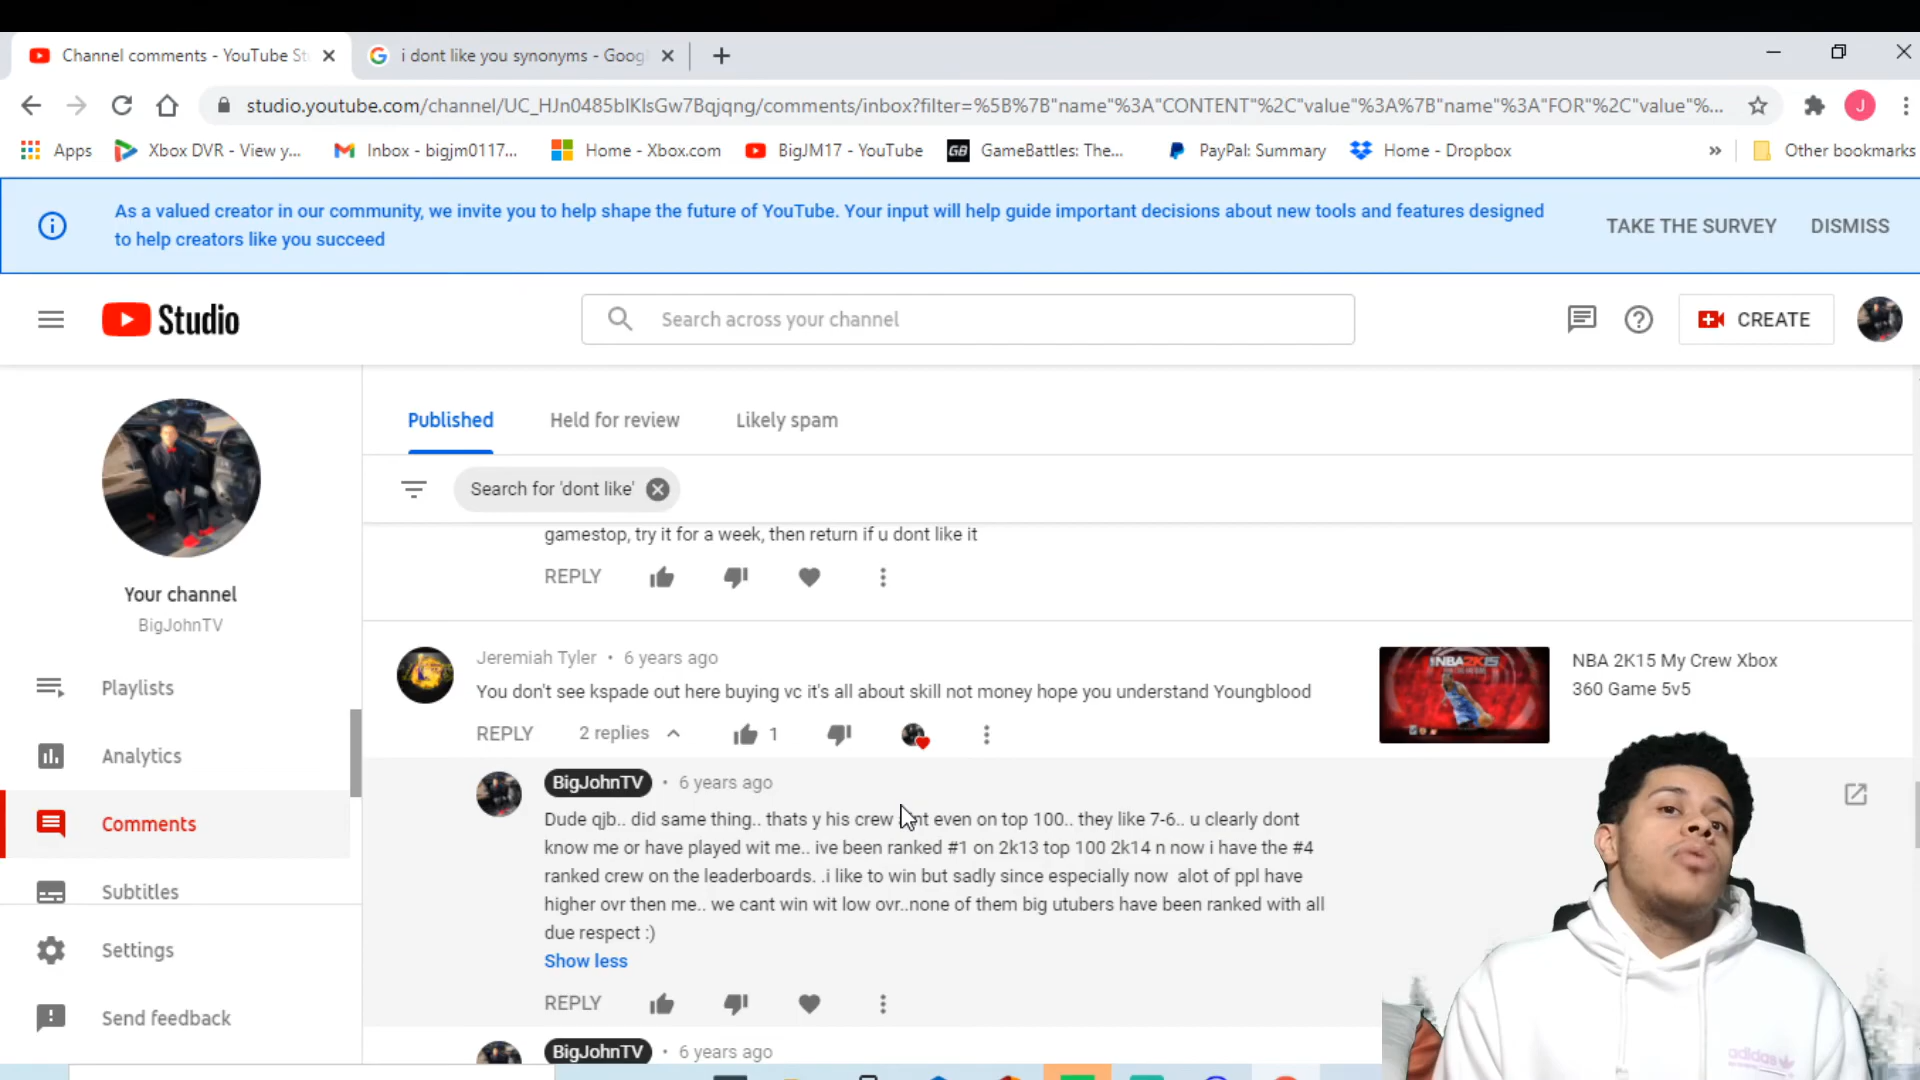 Channel comments - YouTube St
i dont like you synonyms - Goog
studio.youtube.com/channel/UC_HJn0485blKlsGw7Bqjqng/comments/inbox?filter=%5B%7B"name"%3A"CONTENT"%2C"value"%3A%7B"name"%3A"FOR"%2C"value"%...
J
Apps
Xbox DVR - View y...
Inbox - bigjm0117...
Home - Xbox.com
BigJM17 - YouTube
GB
GameBattles: The...
PayPal: Summary
Home - Dropbox
»
Other bookmarks
As a valued creator in our community, we invite you to help shape the future of YouTube. Your input will help guide important decisions about new tools and features designed
to help creators like you succeed
TAKE THE SURVEY
DISMISS
Studio
Search across your channel
CREATE
Your channel
BigJohnTV
Playlists
Analytics
Comments
Subtitles
Settings
Send feedback
Published
Held for review
Likely spam
Search for 'dont like'
gamestop, try it for a week, then return if u dont like it
REPLY
Jeremiah Tyler • 6 years ago
You don't see kspade out here buying vc it's all about skill not money hope you understand Youngblood
REPLY
2 replies
1
NBA 2K15
NBA 2K15 My Crew Xbox
360 Game 5v5
BigJohnTV • 6 years ago
Dude qjb.. did same thing.. thats y his crew nt even on top 100.. they like 7-6.. u clearly dont
know me or have played wit me.. ive been ranked #1 on 2k13 top 100 2k14 n now i have the #4
ranked crew on the leaderboards. .i like to win but sadly since especially now alot of ppl have
higher ovr then me.. we cant win wit low ovr..none of them big utubers have been ranked with all
due respect :)
Show less
REPLY
BigJohnTV • 6 years ago
adidas